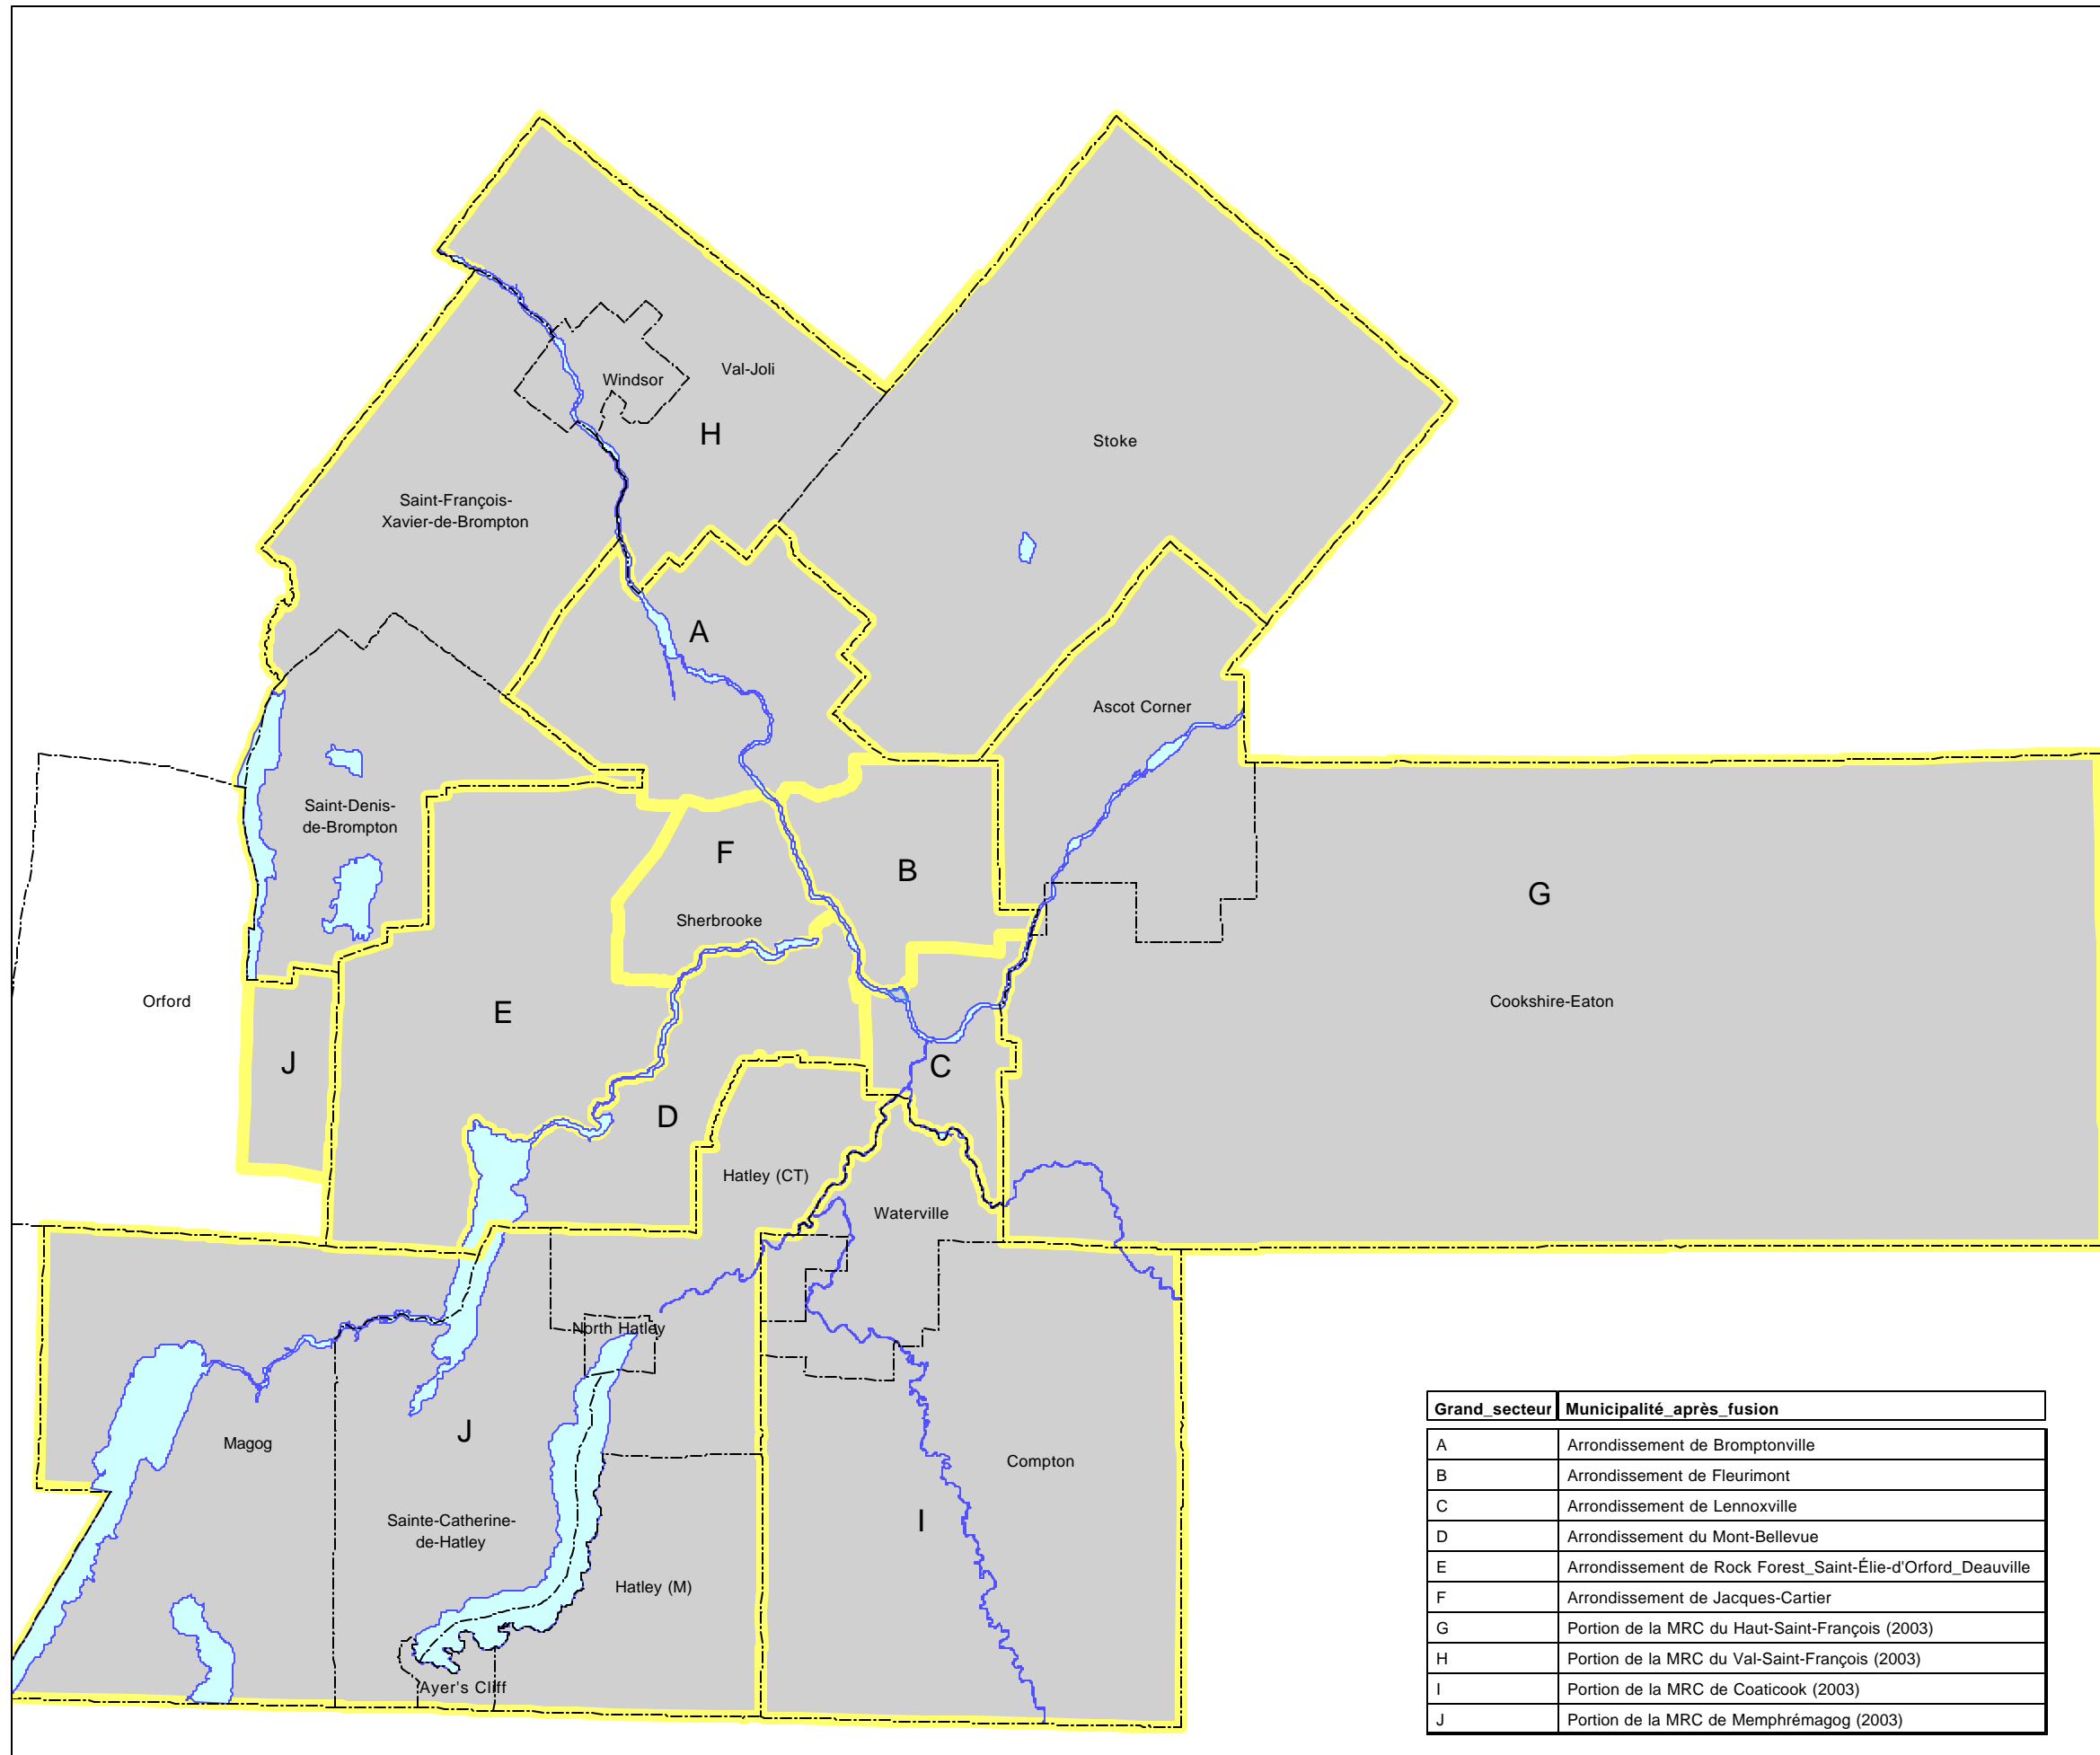 Val-Joli
Windsor
H
Stoke
Saint-François-
Xavier-de-Brompton
A
Ascot Corner
Saint-Denis-
de-Brompton
F
B
G
Sherbrooke
Orford
E
Cookshire-Eaton
J
C
D
Hatley (CT)
Waterville
North Hatley
J
Magog
Compton
Sainte-Catherine-
de-Hatley
I
Hatley (M)
Ayer's Cliff
Grand_secteur Municipalité_après_fusion
A Arrondissement de Bromptonville
B Arrondissement de Fleurimont
C Arrondissement de Lennoxville
D Arrondissement du Mont-Bellevue
E Arrondissement de Rock Forest_Saint-Élie-d'Orford_Deauville
F Arrondissement de Jacques-Cartier
G Portion de la MRC du Haut-Saint-François (2003)
H Portion de la MRC du Val-Saint-François (2003)
I Portion de la MRC de Coaticook (2003)
J Portion de la MRC de Memphrémagog (2003)